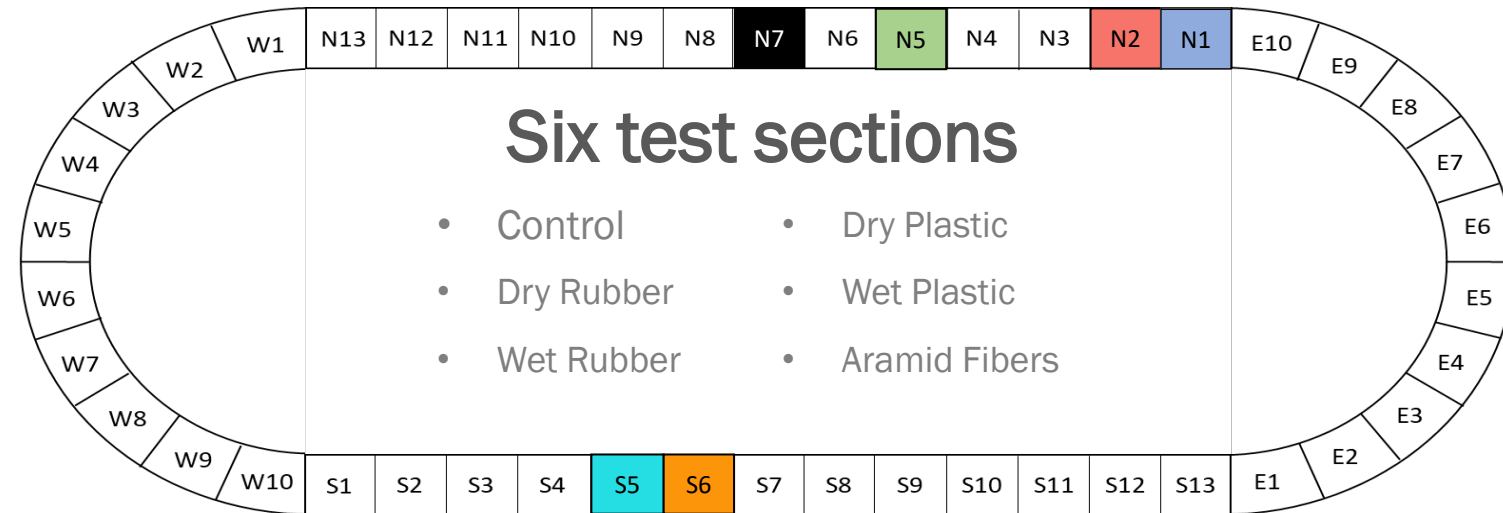 W1 N13 N12 N11 N10 N9 N8 N7 N6 N5 N4 N3 N2 N1 E10
W2 E9
W3 E8
W4 E7
W5 E6
W6 E5
W7 E4
W8 E3
W9 E2
W10 S1 S2 S3 S4 S5 S6 S7 S8 S9 S10 S11 S12 S13 E1
Six test sections
• Control
• Dry Rubber
• Wet Rubber
• Dry Plastic
• Wet Plastic
• Aramid Fibers